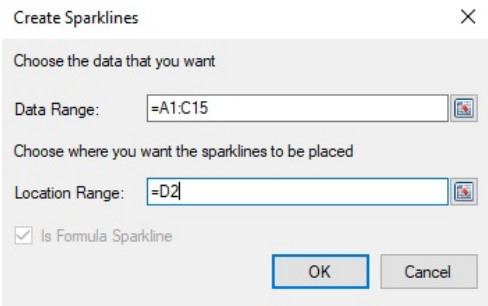 Create Sparklines
Choose the data that you want
Data Range: =A1:C15
Choose where you want the sparklines to be placed
Location Range: =D2
Is Formula Sparkline
OK Cancel